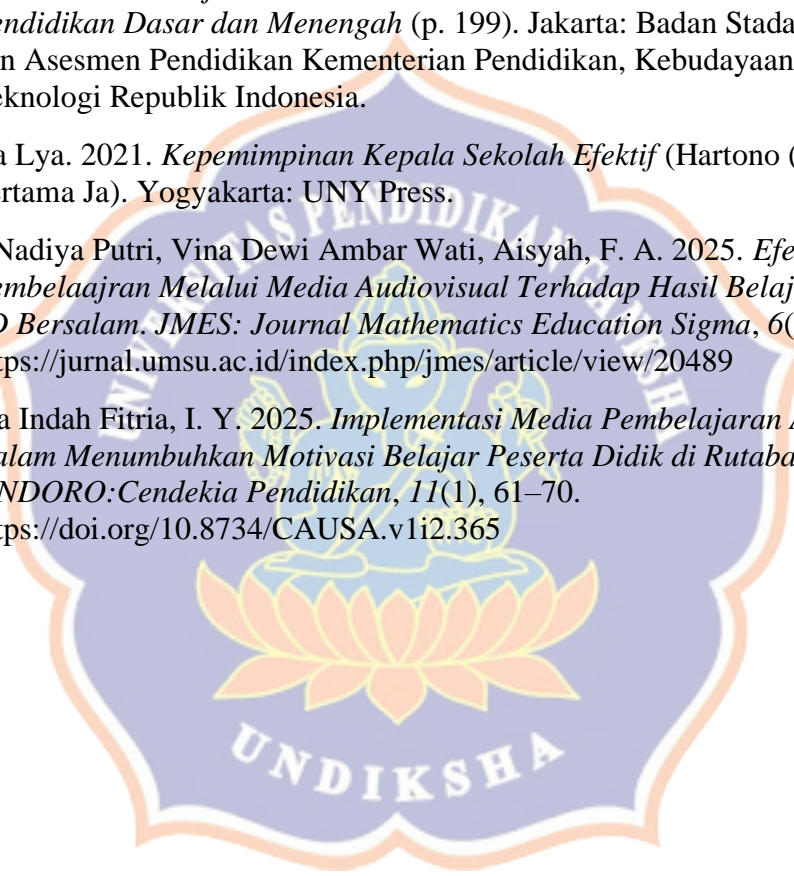 endidikan Dasar dan Menengah (p. 199). Jakarta: Badan Stada
n Asesmen Pendidikan Kementerian Pendidikan, Kebudayaan
eknologi Republik Indonesia.
a Lya. 2021. Kepemimpinan Kepala Sekolah Efektif (Hartono (
ertama Ja). Yogyakarta: UNY Press.
Nadiya Putri, Vina Dewi Ambar Wati, Aisyah, F. A. 2025. Efe
embelaajran Melalui Media Audiovisual Terhadap Hasil Belaj
D Bersalam. JMES: Journal Mathematics Education Sigma, 6(
tps://jurnal.umsu.ac.id/index.php/jmes/article/view/20489
a Indah Fitria, I. Y. 2025. Implementasi Media Pembelajaran A
alam Menumbuhkan Motivasi Belajar Peserta Didik di Rutaba
NDORO:Cendekia Pendidikan, 11(1), 61–70.
tps://doi.org/10.8734/CAUSA.v1i2.365
UNIVERSITAS PENDIDIKAN GANESHA
UNDIKSHA